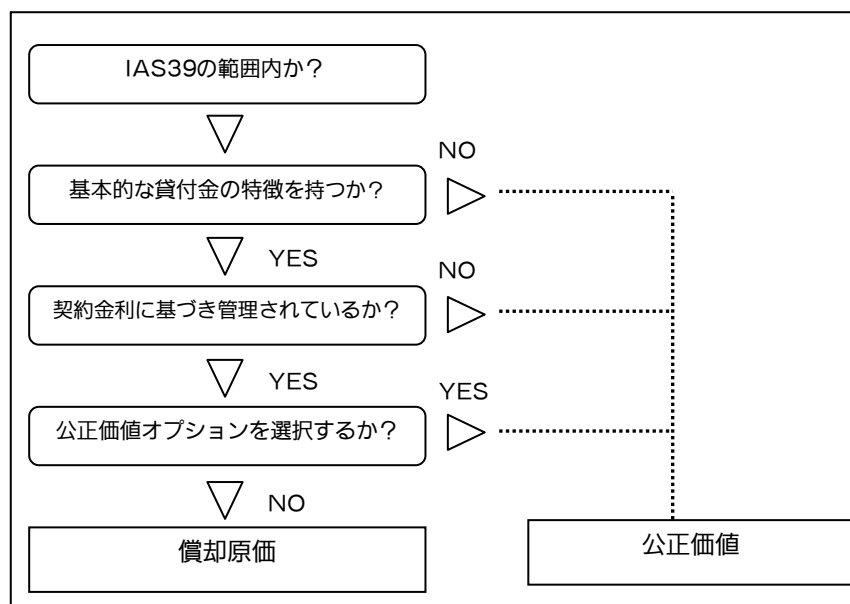 IAS39の範囲内か？
NO
基本的な貸付金の特徴を持つか？
YES
NO
契約金利に基づき管理されているか？
YES
YES
公正価値オプションを選択するか？
NO
償却原価
公正価値